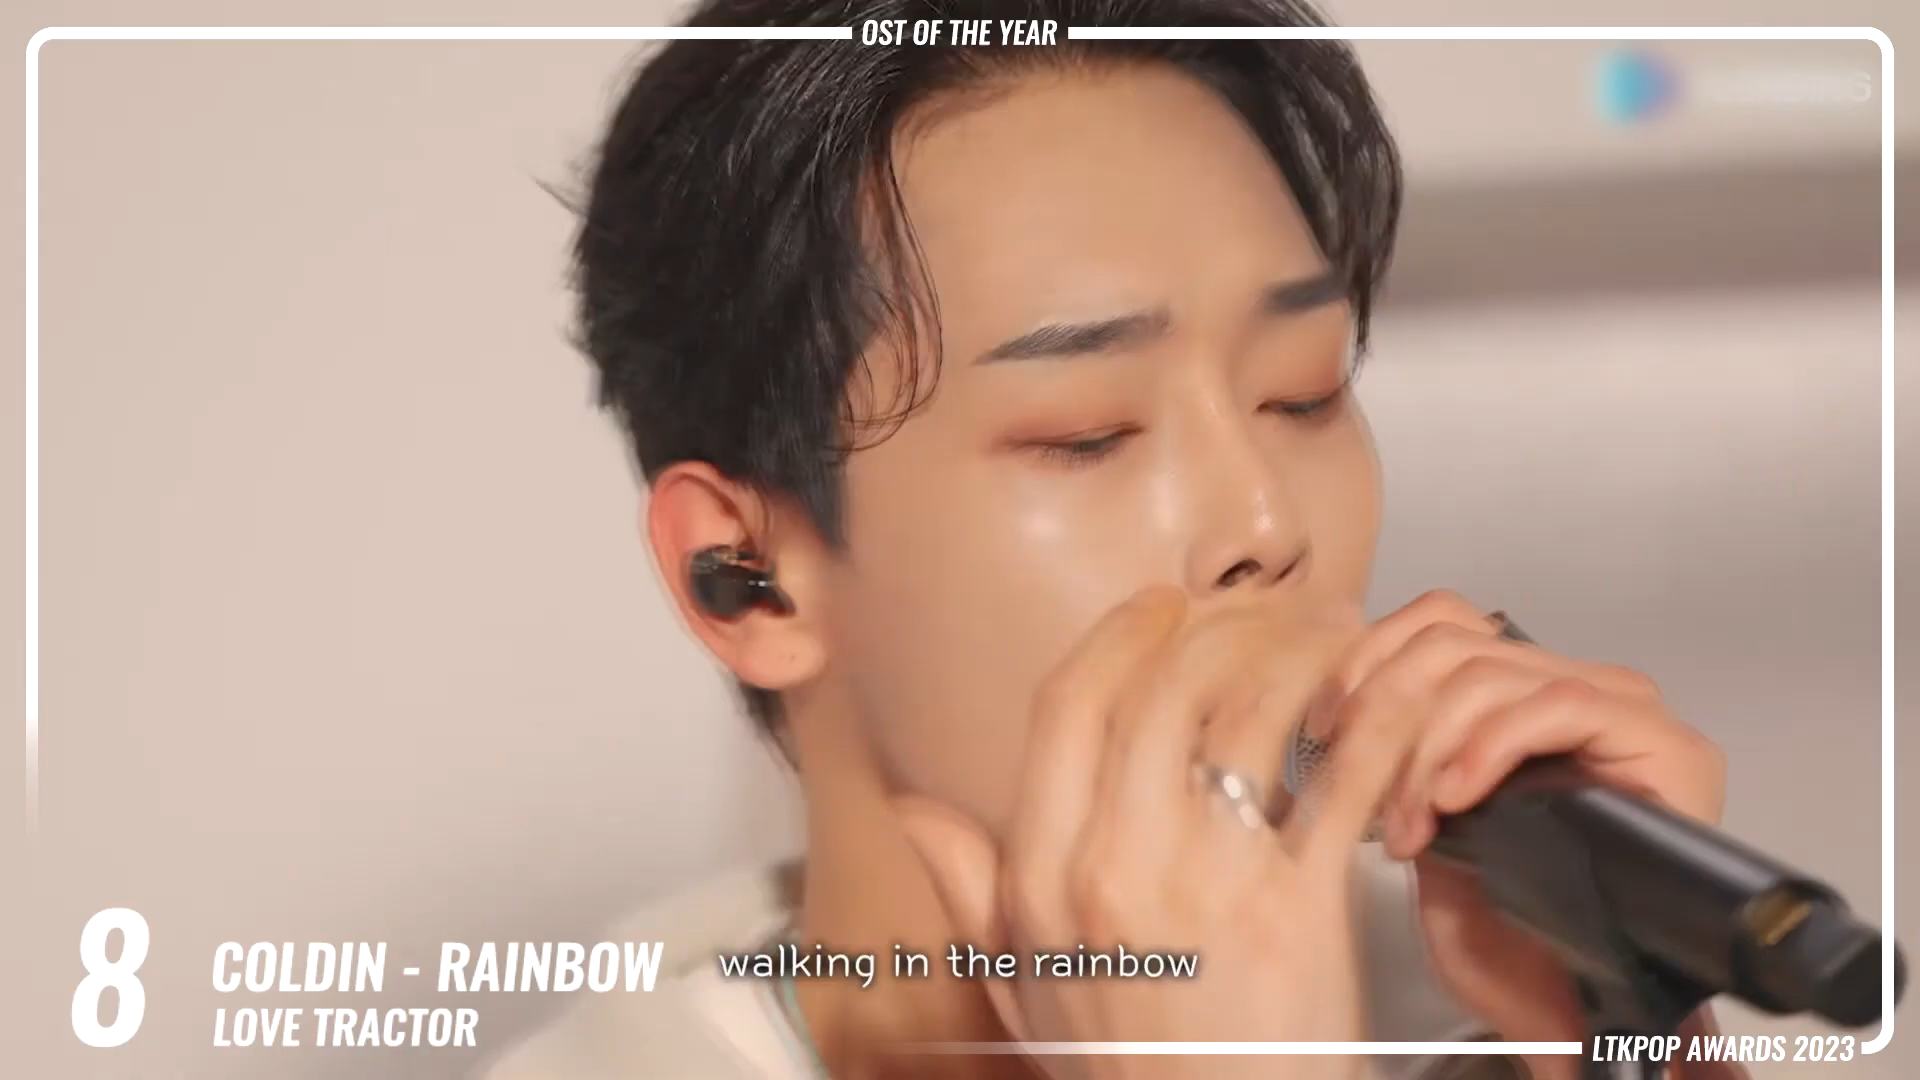 OST OF THE YEAR
8
COLDIN - RAINBOW
LOVE TRACTOR
walking in the rainbow
LTKPOP AWARDS 2023